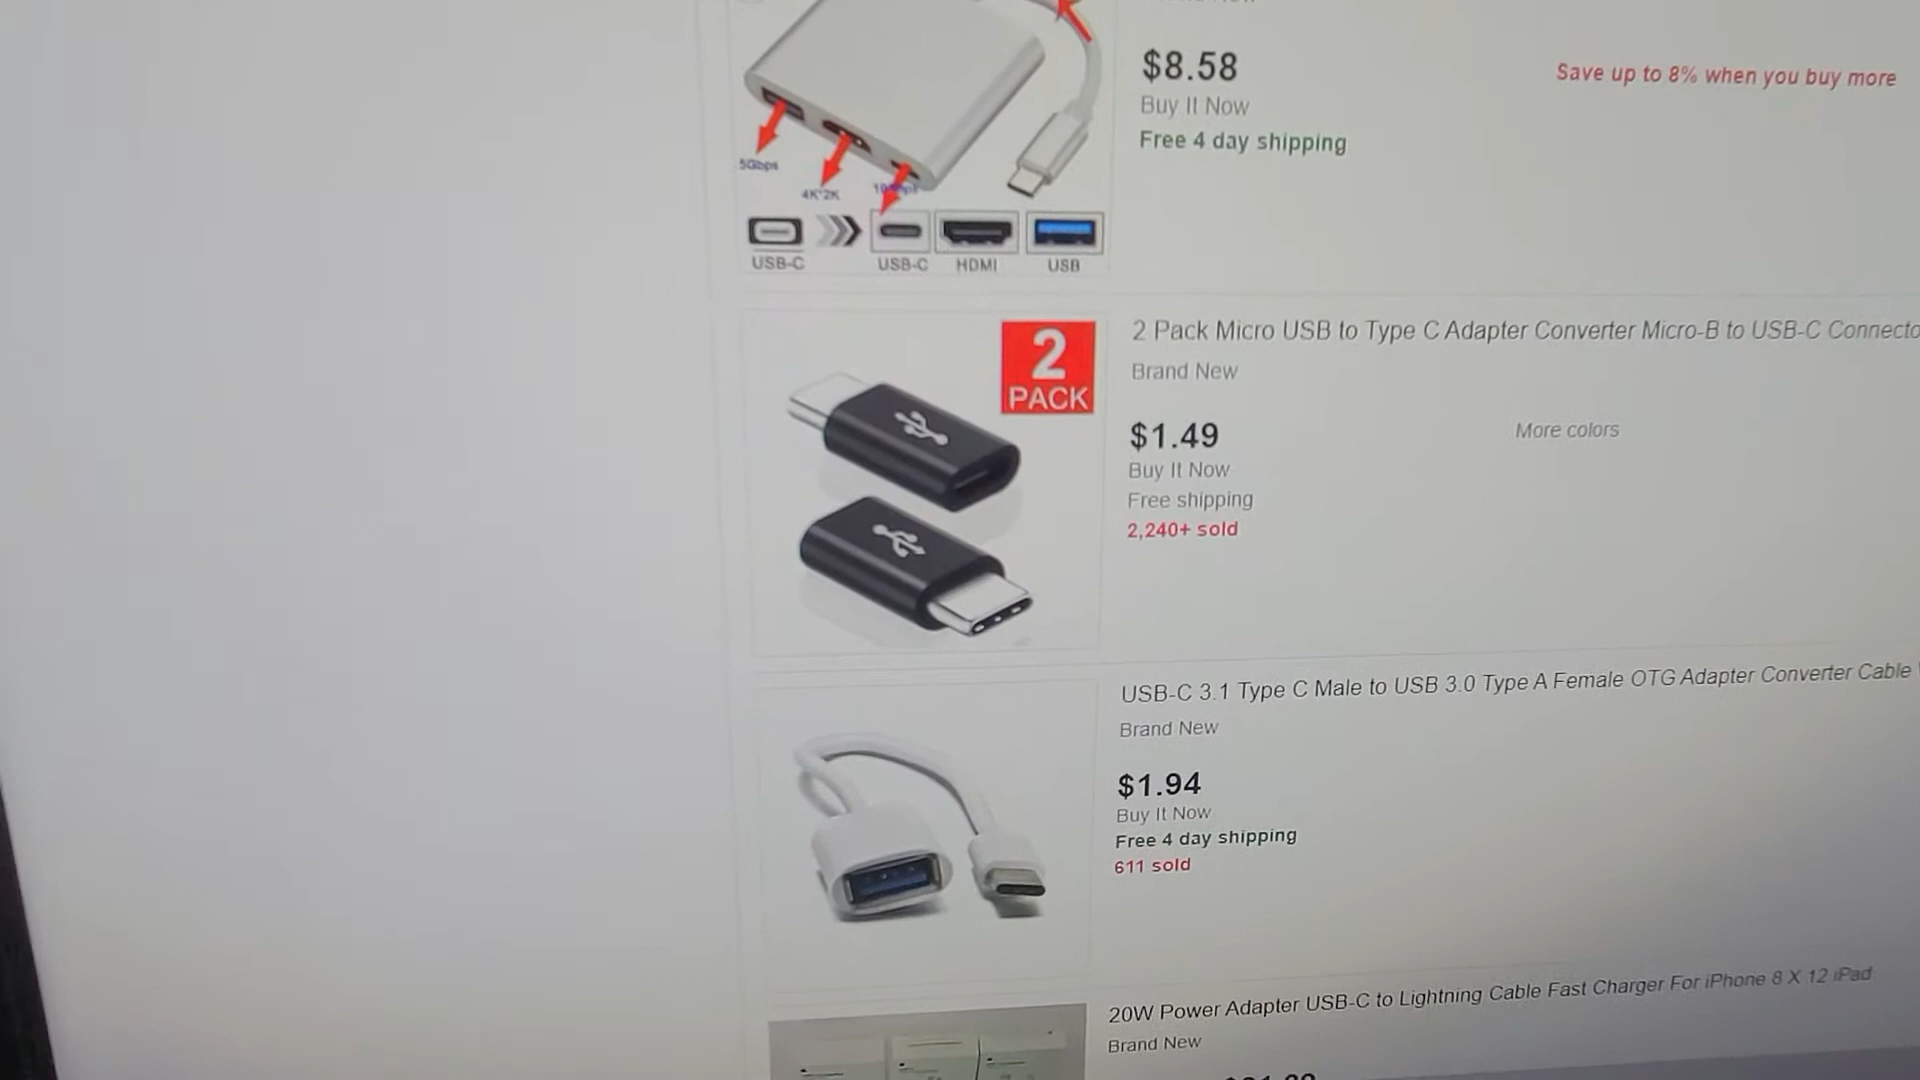 $8.58
Buy It Now
Free 4 day shipping
Save up to 8% when you buy more
5Gbps
4K*2K
USB-C
USB-C
HDMI
USB
2
PACK
2 Pack Micro USB to Type C Adapter Converter Micro-B to USB-C
Brand New
$1.49
Buy It Now
Free shipping
2,240+ sold
More colors
USB-C 3.1 Type C Male to USB 3.0 Type A Female OTG Adapter Converter Cable
Brand New
$1.94
Buy It Now
Free 4 day shipping
611 sold
20W Power Adapter USB-C to Lightning Cable Fast Charger For iPhone 8 X 12 iPad
Brand New